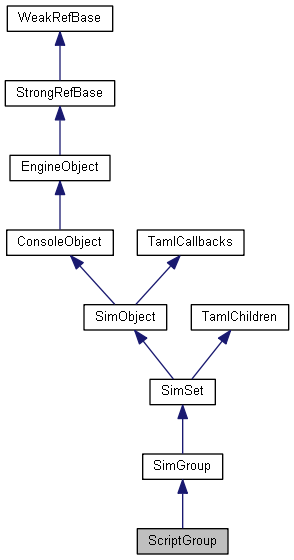 WeakRefBase
StrongRefBase
EngineObject
ConsoleObject
TamlCallbacks
SimObject
TamlChildren
SimSet
SimGroup
ScriptGroup